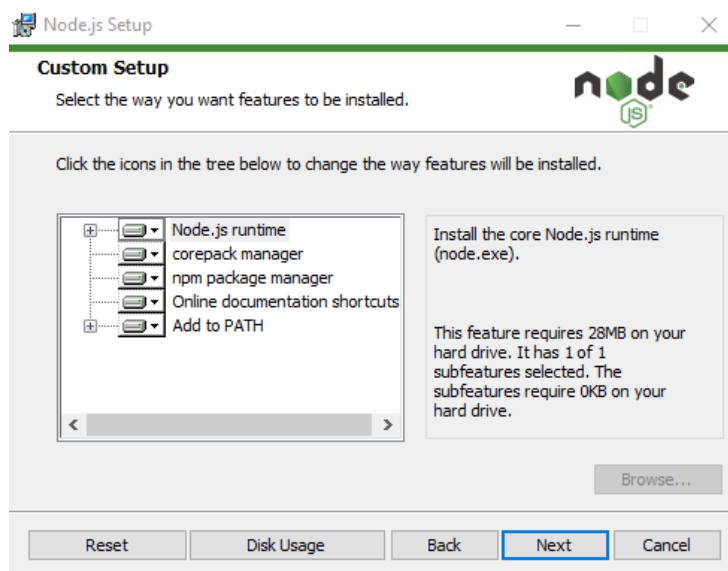 Node.js Setup
Custom Setup
Select the way you want features to be installed.
node
JS
Click the icons in the tree below to change the way features will be installed.
Node.js runtime
corepack manager
npm package manager
Online documentation shortcuts
Add to PATH
Install the core Node.js runtime
(node.exe).
This feature requires 28MB on your
hard drive. It has 1 of 1
subfeatures selected. The
subfeatures require 0KB on your
hard drive.
Browse...
Reset
Disk Usage
Back
Next
Cancel